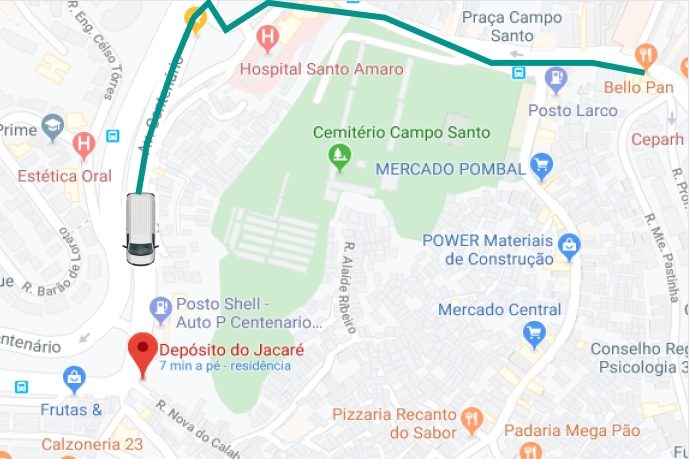 R. Eng. Célso Torres
Praça Campo
Santo
Hospital Santo Amaro
Av. Centenário
Bello Pan
Posto Larco
Prime
Cemitério Campo Santo
Ceparh
Estética Oral
MERCADO POMBAL
R. Mte. Pastinha
POWER Materiais
de Construção
R. Alaíde Ribeiro
R. Barão de Loreto
que
Posto Shell -
Auto P Centenario...
Mercado Central
entenário
Depósito do Jacaré
7 min a pé - residência
Conselho Reg
Psicologia 3
Frutas &
R. Nova do Calab
Pizzaria Recanto
do Sabor
Padaria Mega Pão
Calzoneria 23